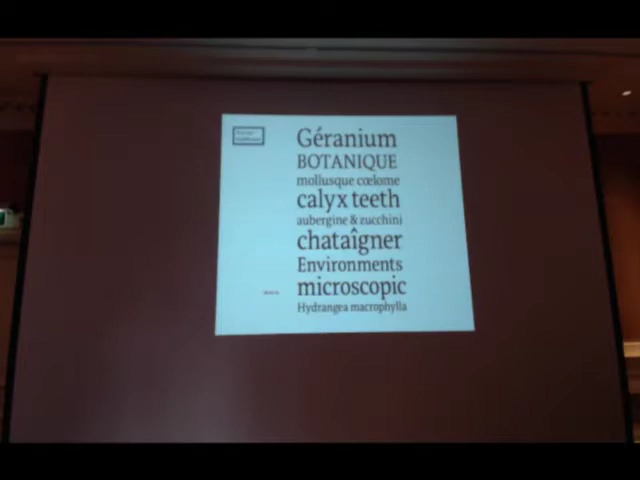 Géranium
BOTANIQUE
mollusque cœlome
calyx teeth
aubergine & zucchini
chataîgner
Environments
microscopic
Hydrangea macrophylla